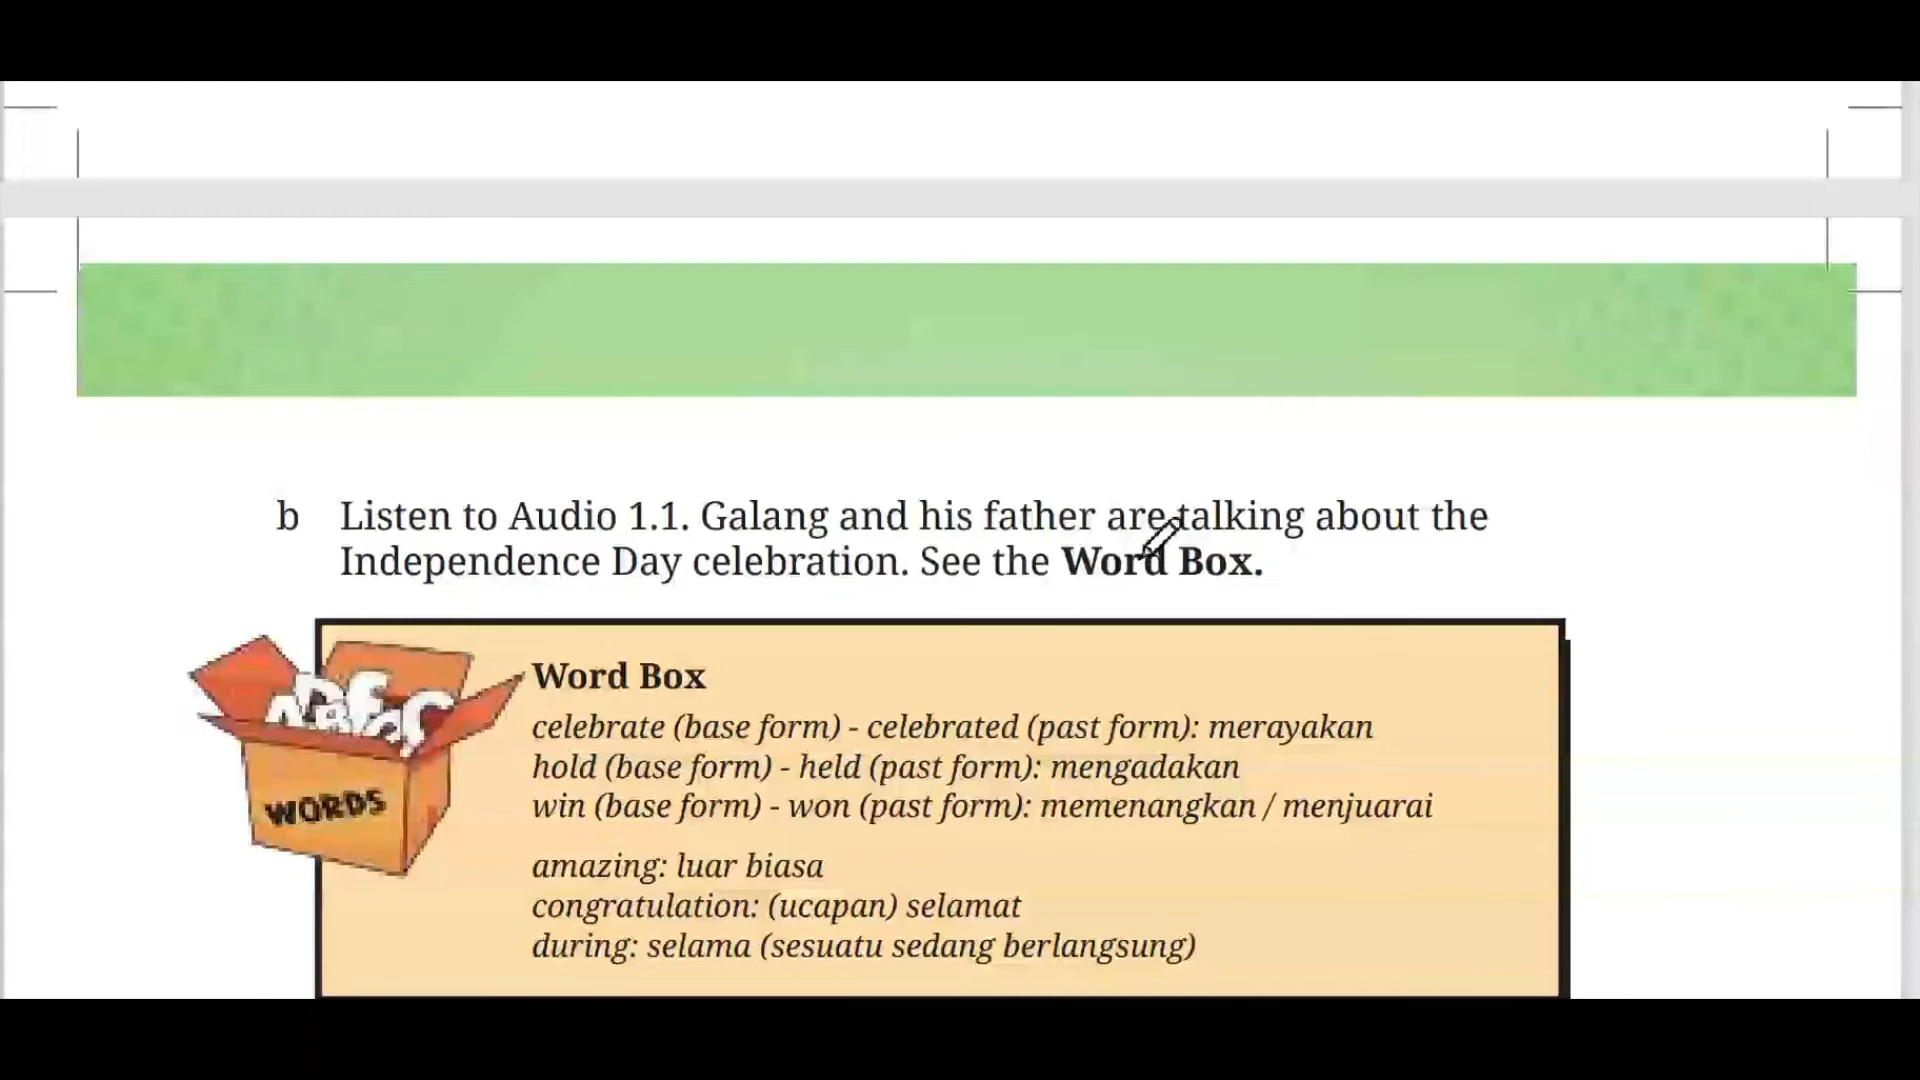 b Listen to Audio 1.1. Galang and his father are talking about the
Independence Day celebration. See the Word Box.
WORDS
Word Box
celebrate (base form) - celebrated (past form): merayakan
hold (base form) - held (past form): mengadakan
win (base form) - won (past form): memenangkan / menjuarai
amazing: luar biasa
congratulation: (ucapan) selamat
during: selama (sesuatu sedang berlangsung)